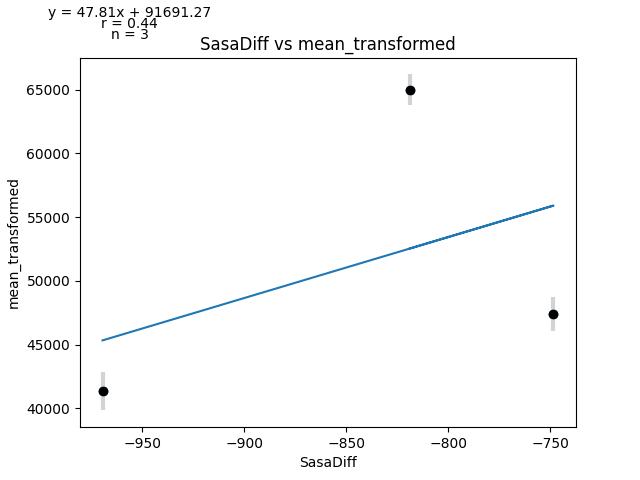 y = 47.81x + 91691.27
r = 0.44
n = 3
SasaDiff vs mean_transformed
65000
60000
55000
50000
45000
40000
mean_transformed
−950
−900
−850
−800
−750
SasaDiff